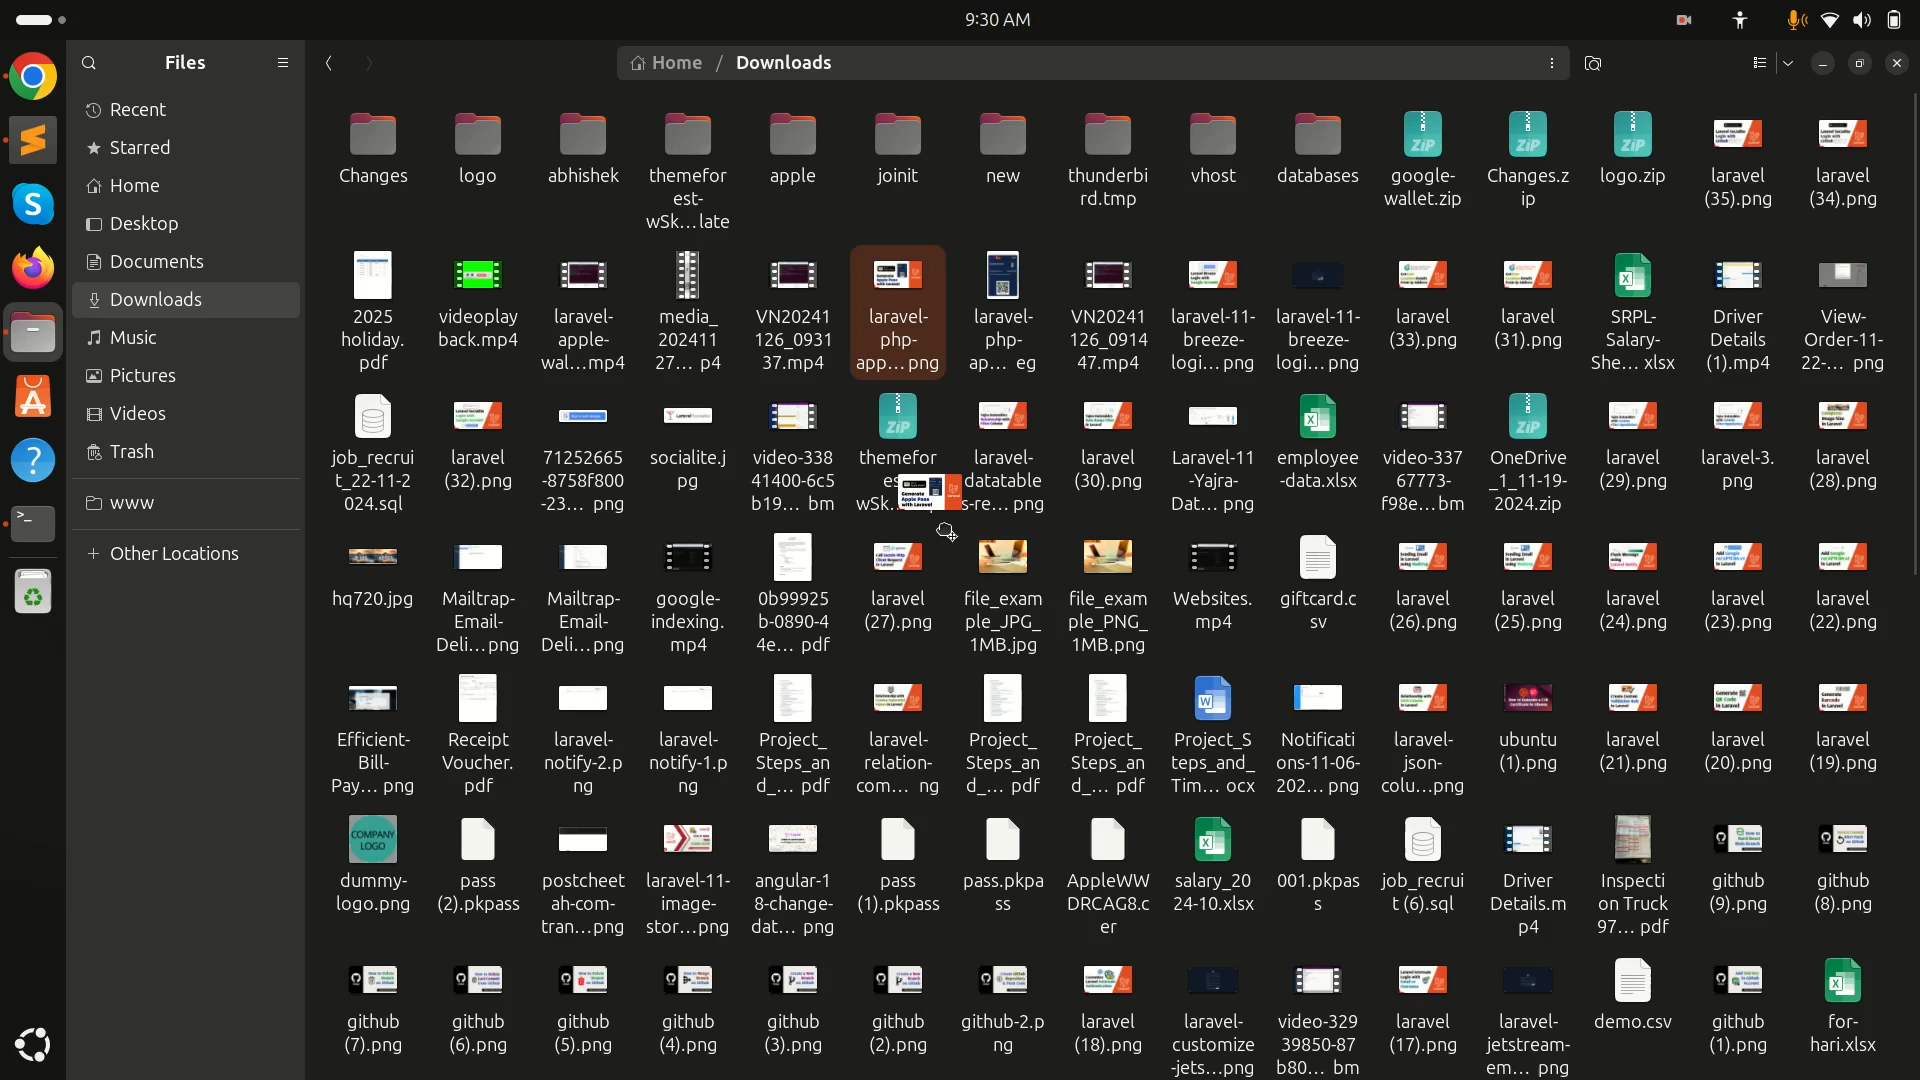 9:30 AM
Files
Home / Downloads
Recent
Starred
Home
Desktop
Documents
Downloads
Music
Pictures
Videos
Trash
www
Other Locations
Changes
logo
abhishek
themefor
est-
wSk…late
apple
joinit
new
thunderbi
rd.tmp
vhost
databases
google-
wallet.zip
Changes.z
ip
logo.zip
laravel
(35).png
laravel
(34).png
2025
holiday.
pdf
videoplay
back.mp4
laravel-
apple-
wal…mp4
media_
202411
27… p4
VN20241
126_0931
37.mp4
laravel-
php-
app…png
laravel-
php-
ap… eg
VN20241
126_0914
47.mp4
laravel-11-
breeze-
logi…png
laravel-11-
breeze-
logi…png
laravel
(33).png
laravel
(31).png
SRPL-
Salary-
She… xlsx
Driver
Details
(1).mp4
View-
Order-11-
22-… png
job_recrui
t_22-11-2
024.sql
laravel
(32).png
71252665
-8758f800
-23… png
socialite.j
pg
video-338
41400-6c5
b19… bm
themefor
es
wSk…
Generate
Apple Pass
with Laravel
laravel-
datatable
s-re… png
laravel
(30).png
Laravel-11
-Yajra-
Dat… png
employee
-data.xlsx
video-337
67773-
f98e…bm
OneDrive
_1_11-19-
2024.zip
laravel
(29).png
laravel-3.
png
laravel
(28).png
hq720.jpg
Mailtrap-
Email-
Deli…png
Mailtrap-
Email-
Deli…png
google-
indexing.
mp4
0b99925
b-0890-4
4e… pdf
laravel
(27).png
file_exam
ple_JPG_
1MB.jpg
file_exam
ple_PNG_
1MB.png
Websites.
mp4
giftcard.c
sv
laravel
(26).png
laravel
(25).png
laravel
(24).png
laravel
(23).png
laravel
(22).png
Efficient-
Bill-
Pay… png
Receipt
Voucher.
pdf
laravel-
notify-2.p
ng
laravel-
notify-1.p
ng
Project_
Steps_an
d_… pdf
laravel-
relation-
com… ng
Project_
Steps_an
d_… pdf
Project_
Steps_an
d_… pdf
Project_S
teps_and_
Tim… ocx
Notificati
ons-11-06-
202… png
laravel-
json-
colu…png
ubuntu
(1).png
laravel
(21).png
laravel
(20).png
laravel
(19).png
COMPANY
LOGO
dummy-
logo.png
pass
(2).pkpass
postcheet
ah-com-
tran…png
laravel-11-
image-
stor…png
angular-1
8-change-
dat… png
pass
(1).pkpass
pass.pkpa
ss
AppleWW
DRCAG8.c
er
salary_20
24-10.xlsx
001.pkpas
s
job_recrui
t (6).sql
Driver
Details.m
p4
Inspecti
on Truck
97… pdf
github
(9).png
github
(8).png
github
(7).png
github
(6).png
github
(5).png
github
(4).png
github
(3).png
github
(2).png
github-2.p
ng
laravel
(18).png
laravel-
customize
-jets…png
video-329
39850-87
b80… bm
laravel
(17).png
laravel-
jetstream-
em… png
demo.csv
github
(1).png
for-
hari.xlsx